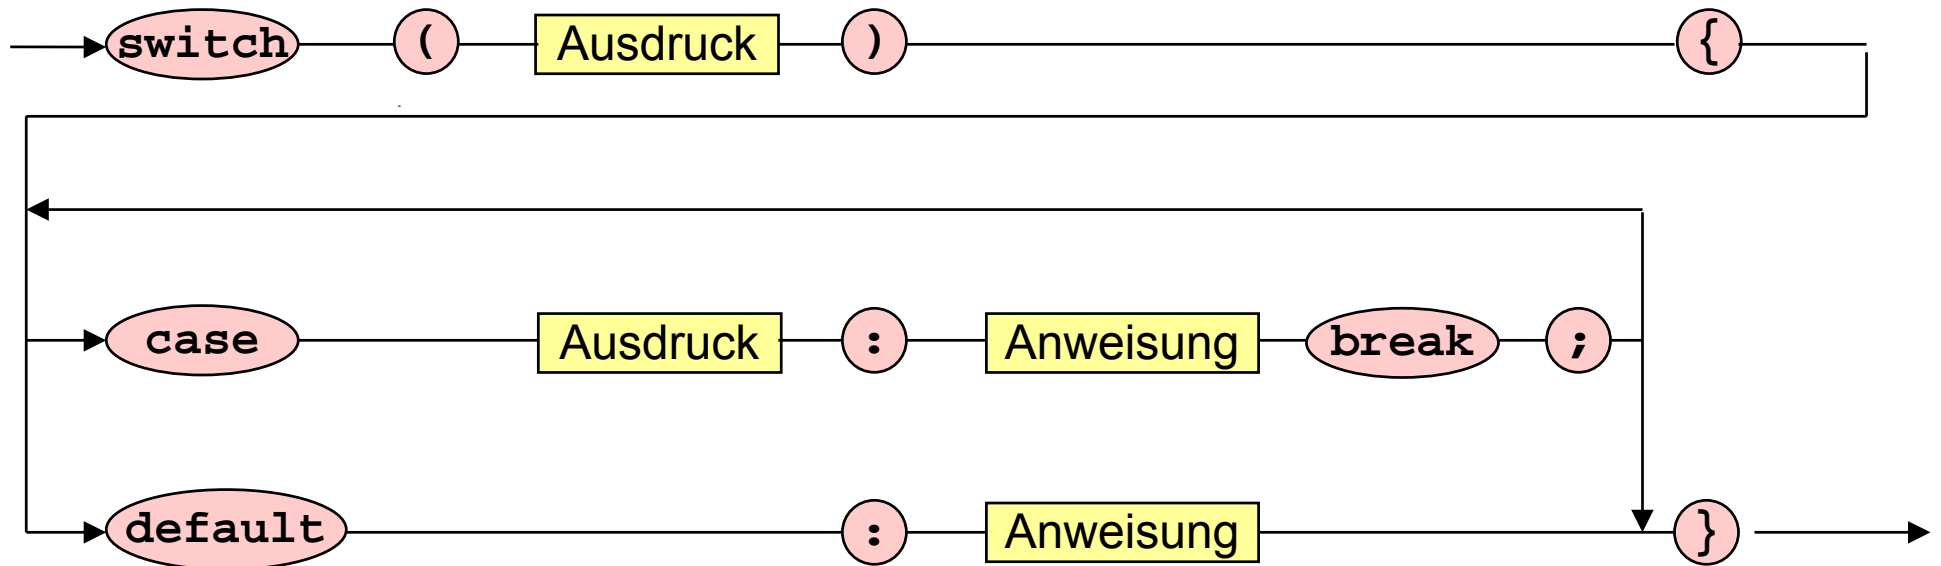 switch ( Ausdruck ) {
case Ausdruck : Anweisung break ;
default : Anweisung }